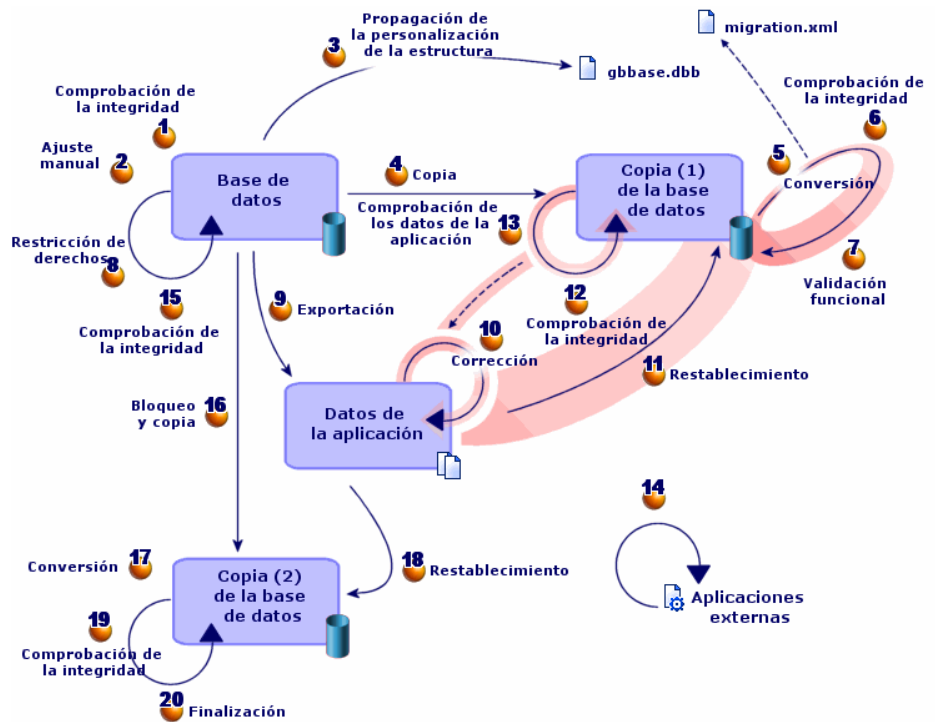 3
Propagación de
la personalización
de la estructura
gbbase.dbb
migration.xml
Comprobación de
la integridad
1
Ajuste
manual
2
Base de
datos
4
Copia
Comprobación de
los datos de la
aplicación
13
Copia (1)
de la base
de datos
5
Conversión
Comprobación de
la integridad
6
7
Validación
funcional
Restricción de
derechos
8
15
Comprobación de
la integridad
9
Exportación
10
Corrección
12
Comprobación de
la integridad
11
Restablecimiento
Bloqueo
y copia
16
Datos de
la aplicación
14
Aplicaciones
externas
17
Conversión
18
Restablecimiento
Copia (2)
de la base
de datos
19
Comprobación de
la integridad
20
Finalización